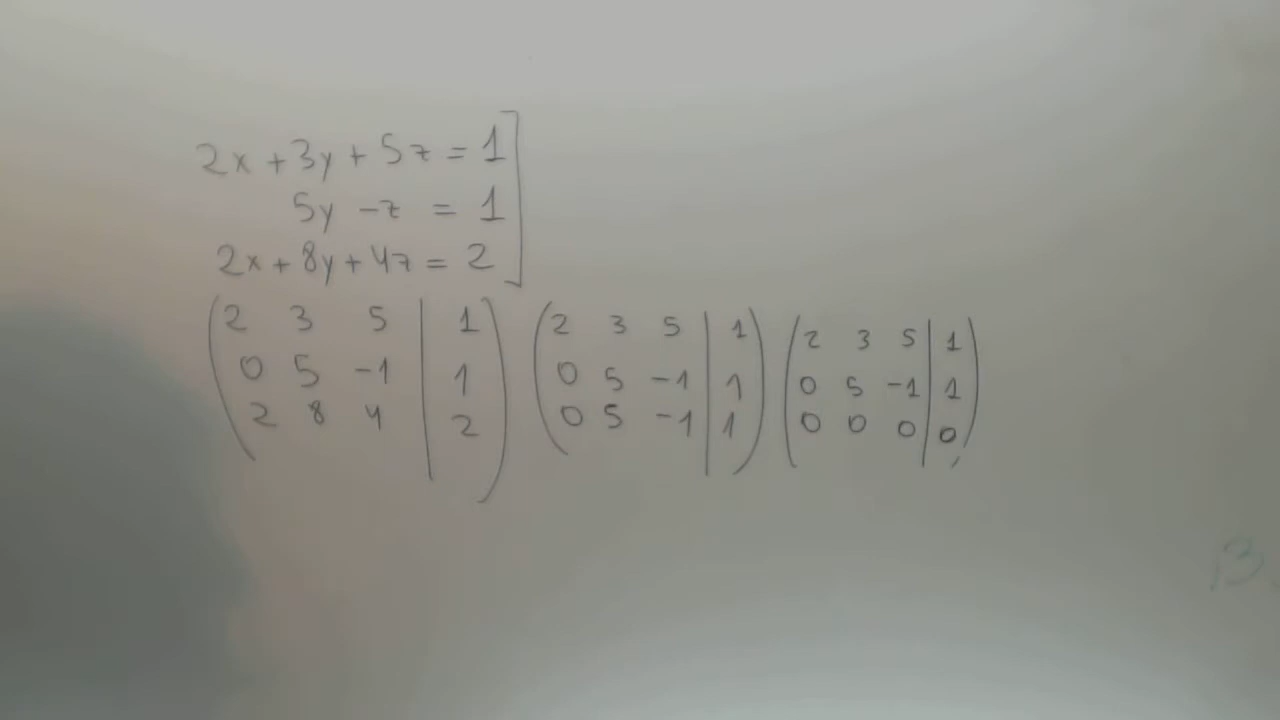 2x + 3y + 5z = 1
5y - z = 1
2x + 8y + 4z = 2
2 3 5 | 1 2 3 5 | 1 2 3 5 | 1
0 5 -1 | 1 0 5 -1 | 1 0 5 -1 | 1
2 8 4 | 2 0 5 -1 | 1 0 0 0 | 0